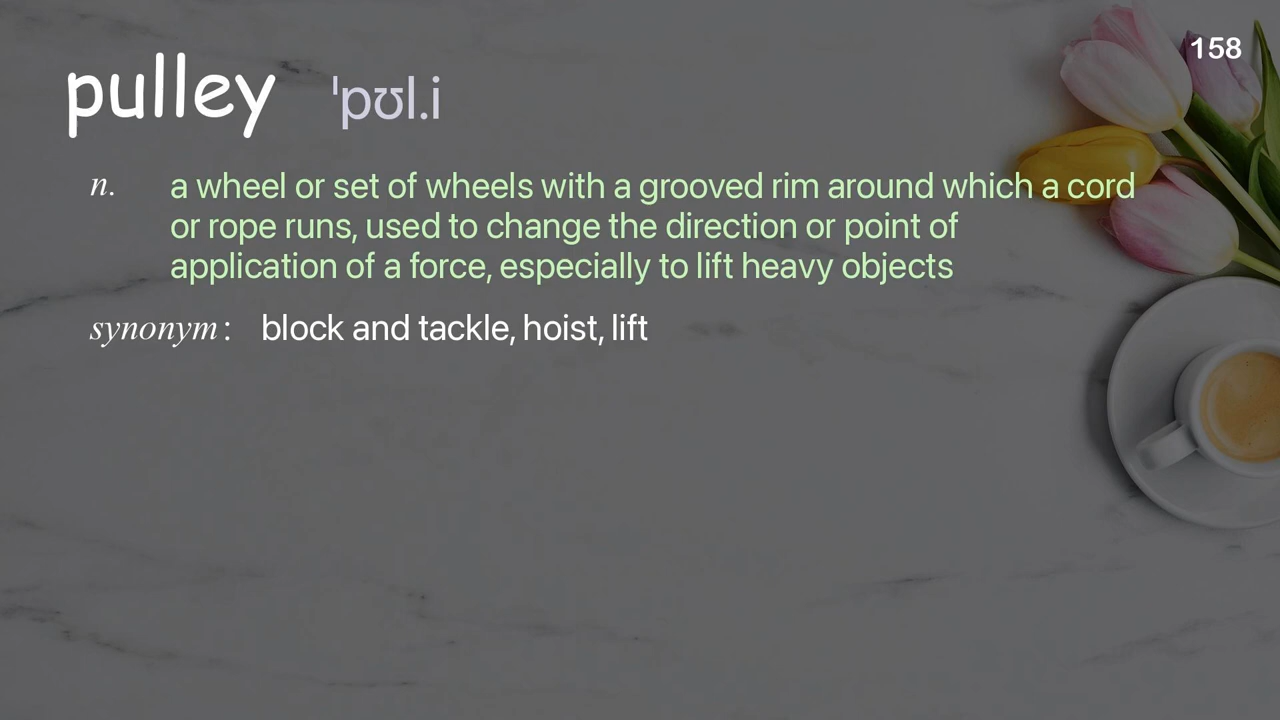 158
pulley ˈpʊl.i
n. a wheel or set of wheels with a grooved rim around which a cord
or rope runs, used to change the direction or point of
application of a force, especially to lift heavy objects
synonym : block and tackle, hoist, lift